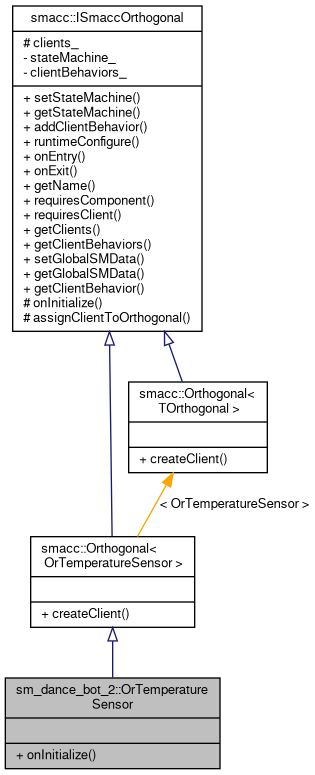 smacc::ISmaccOrthogonal
# clients_
- stateMachine_
- clientBehaviors_
+ setStateMachine()
+ getStateMachine()
+ addClientBehavior()
+ runtimeConfigure()
+ onEntry()
+ onExit()
+ getName()
+ requiresComponent()
+ requiresClient()
+ getClients()
+ getClientBehaviors()
+ setGlobalSMData()
+ getGlobalSMData()
+ getClientBehavior()
# onInitialize()
# assignClientToOrthogonal()
smacc::Orthogonal<
TOrthogonal >
+ createClient()
< OrTemperatureSensor >
smacc::Orthogonal<
OrTemperatureSensor >
+ createClient()
sm_dance_bot_2::OrTemperature
Sensor
+ onInitialize()